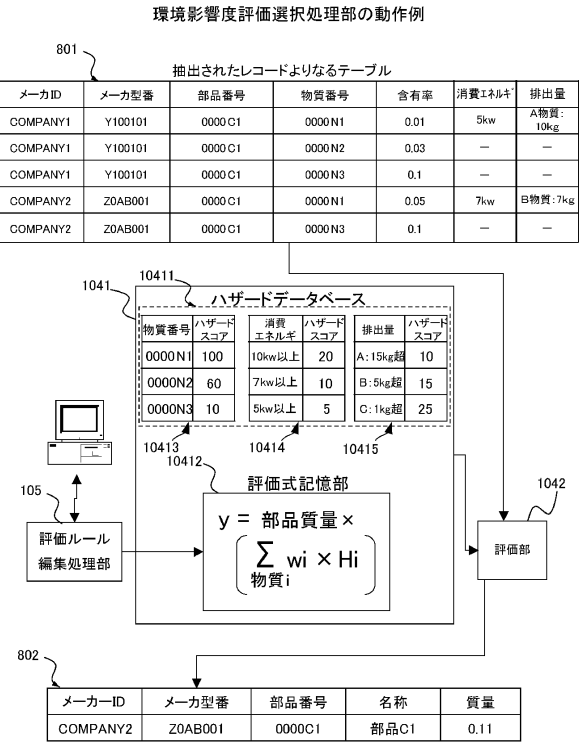 環境影響度評価選択処理部の動作例
801
抽出されたレコードよりなるテーブル
メーカID メーカ型番 部品番号 物質番号 含有率 消費エネルギ 排出量
COMPANY1 Y100101 0000C1 0000N1 0.01 5kw A物質:
10kg
COMPANY1 Y100101 0000C1 0000N2 0.03 — —
COMPANY1 Y100101 0000C1 0000N3 0.1 — —
COMPANY2 Z0AB001 0000C1 0000N1 0.05 7kw B物質:7kg
COMPANY2 Z0AB001 0000C1 0000N3 0.1 — —
10411
1041
ハザードデータベース
物質番号 ハザード
スコア
0000N1 100
0000N2 60
0000N3 10
消費
エネルギ ハザード
スコア
10kw以上 20
7kw以上 10
5kw以上 5
排出量 ハザード
スコア
A:15kg超 10
B:5kg超 15
C:1kg超 25
10413 10414 10415
10412
評価式記憶部
y = 部品質量×
( Σ wi × Hi )
物質i
105
評価ルール
編集処理部
1042
評価部
802
メーカーID メーカ型番 部品番号 名称 質量
COMPANY2 Z0AB001 0000C1 部品C1 0.11